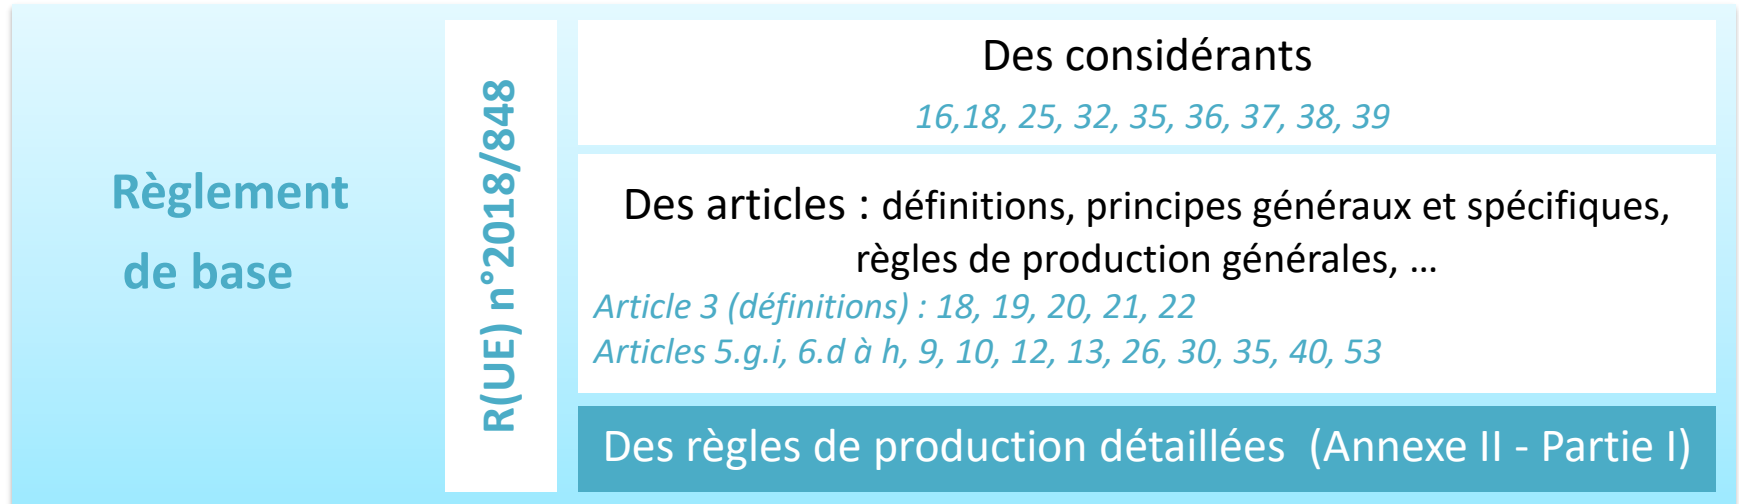 Règlement
de base
R(UE) n°2018/848
Des considérants
16,18, 25, 32, 35, 36, 37, 38, 39
Des articles : définitions, principes généraux et spécifiques,
règles de production générales, …
Article 3 (définitions) : 18, 19, 20, 21, 22
Articles 5.g.i, 6.d à h, 9, 10, 12, 13, 26, 30, 35, 40, 53
Des règles de production détaillées (Annexe II - Partie I)